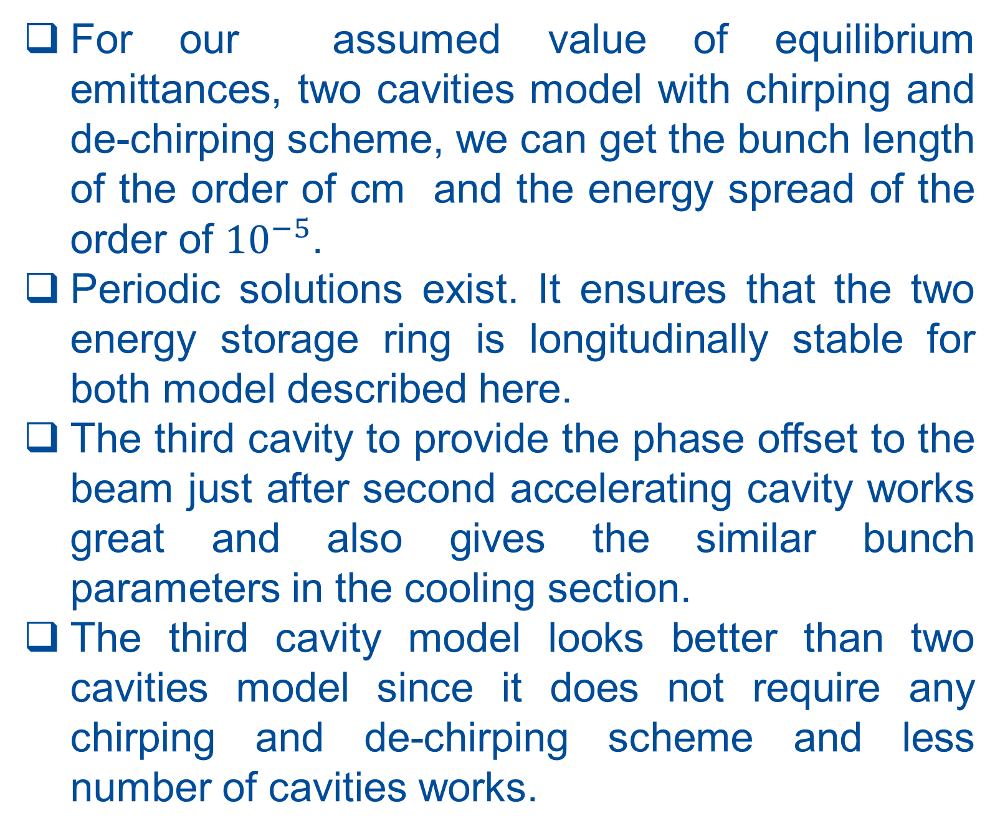 ❑ For our assumed value of equilibrium
emittances, two cavities model with chirping and
de-chirping scheme, we can get the bunch length
of the order of cm and the energy spread of the
order of 10⁻⁵.
❑ Periodic solutions exist. It ensures that the two
energy storage ring is longitudinally stable for
both model described here.
❑ The third cavity to provide the phase offset to the
beam just after second accelerating cavity works
great and also gives the similar bunch
parameters in the cooling section.
❑ The third cavity model looks better than two
cavities model since it does not require any
chirping and de-chirping scheme and less
number of cavities works.